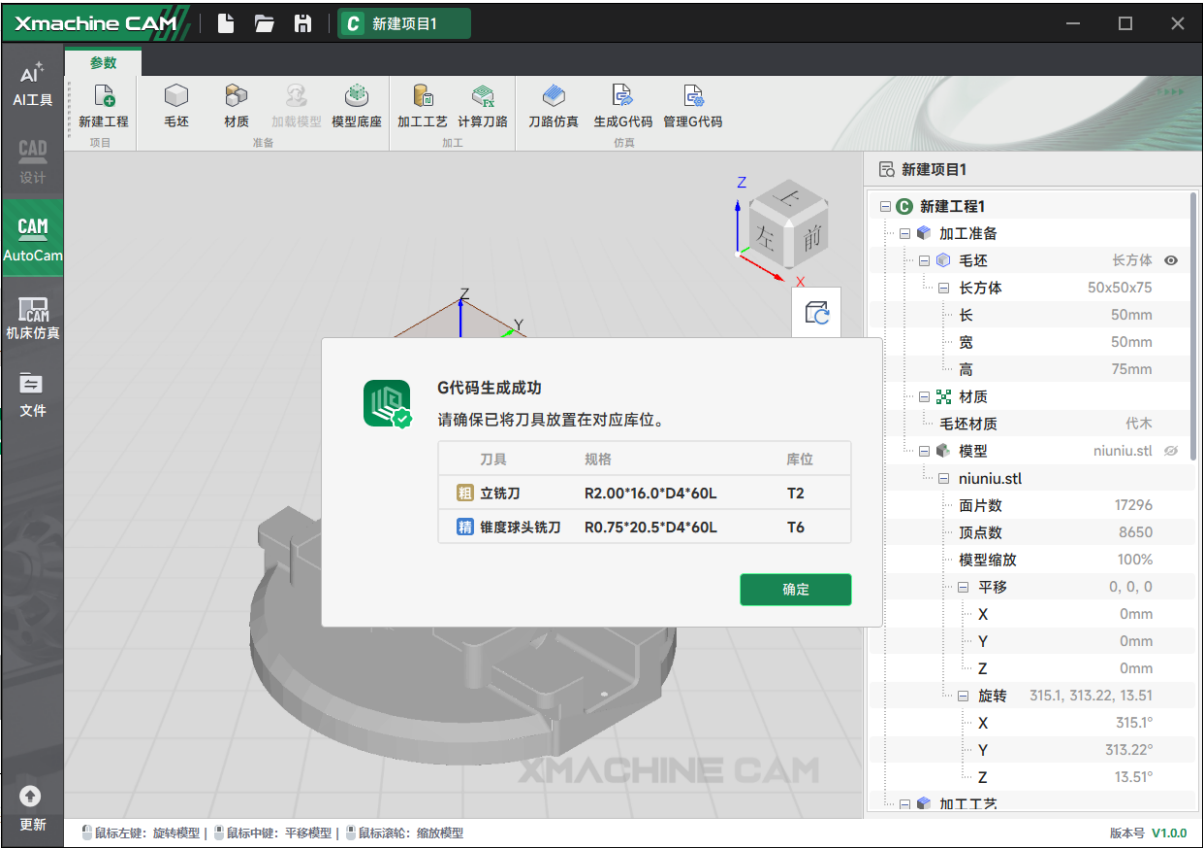 Xmachine CAM
C 新建项目1
AI
AI工具
CAD
设计
CAM
AutoCam
CAM
机床仿真
文件
更新
参数
新建工程 毛坯 材质 加载模型 模型底座 加工工艺 计算刀路 刀路仿真 生成G代码 管理G代码
项目 准备 加工 仿真
Z
上
左 前
X
Z
Y
G代码生成成功
请确保已将刀具放置在对应库位。
刀具 规格 库位
粗 立铣刀 R2.00*16.0*D4*60L T2
精 锥度球头铣刀 R0.75*20.5*D4*60L T6
确定
XMACHINE CAM
新建项目1
C 新建工程1
加工准备
毛坯 长方体
长方体 50x50x75
长 50mm
宽 50mm
高 75mm
材质
毛坯材质 代木
模型 niuniu.stl
niuniu.stl
面片数 17296
顶点数 8650
模型缩放 100%
平移 0, 0, 0
X 0mm
Y 0mm
Z 0mm
旋转 315.1, 313.22, 13.51
X 315.1°
Y 313.22°
Z 13.51°
加工工艺
鼠标左键：旋转模型 | 鼠标中键：平移模型 | 鼠标滚轮：缩放模型
版本号 V1.0.0